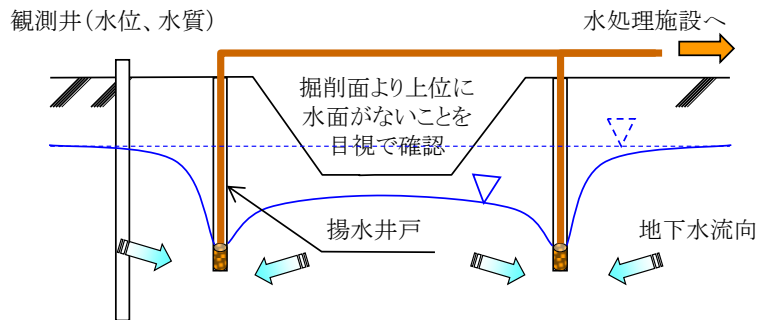 観測井(水位、水質)
水処理施設へ
掘削面より上位に
水面がないことを
目視で確認
揚水井戸
地下水流向